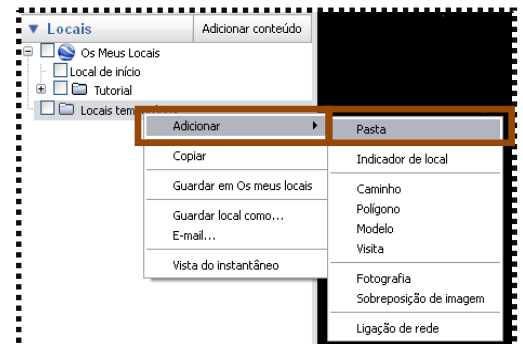 Locais
Adicionar conteúdo
Os Meus Locais
Local de início
Tutorial
Locais
Adicionar
Copiar
Guardar em Os meus locais
Guardar local como...
E-mail...
Vista do instantâneo
Pasta
Indicador de local
Caminho
Polígono
Modelo
Visita
Fotografia
Sobreposição de imagem
Ligação de rede